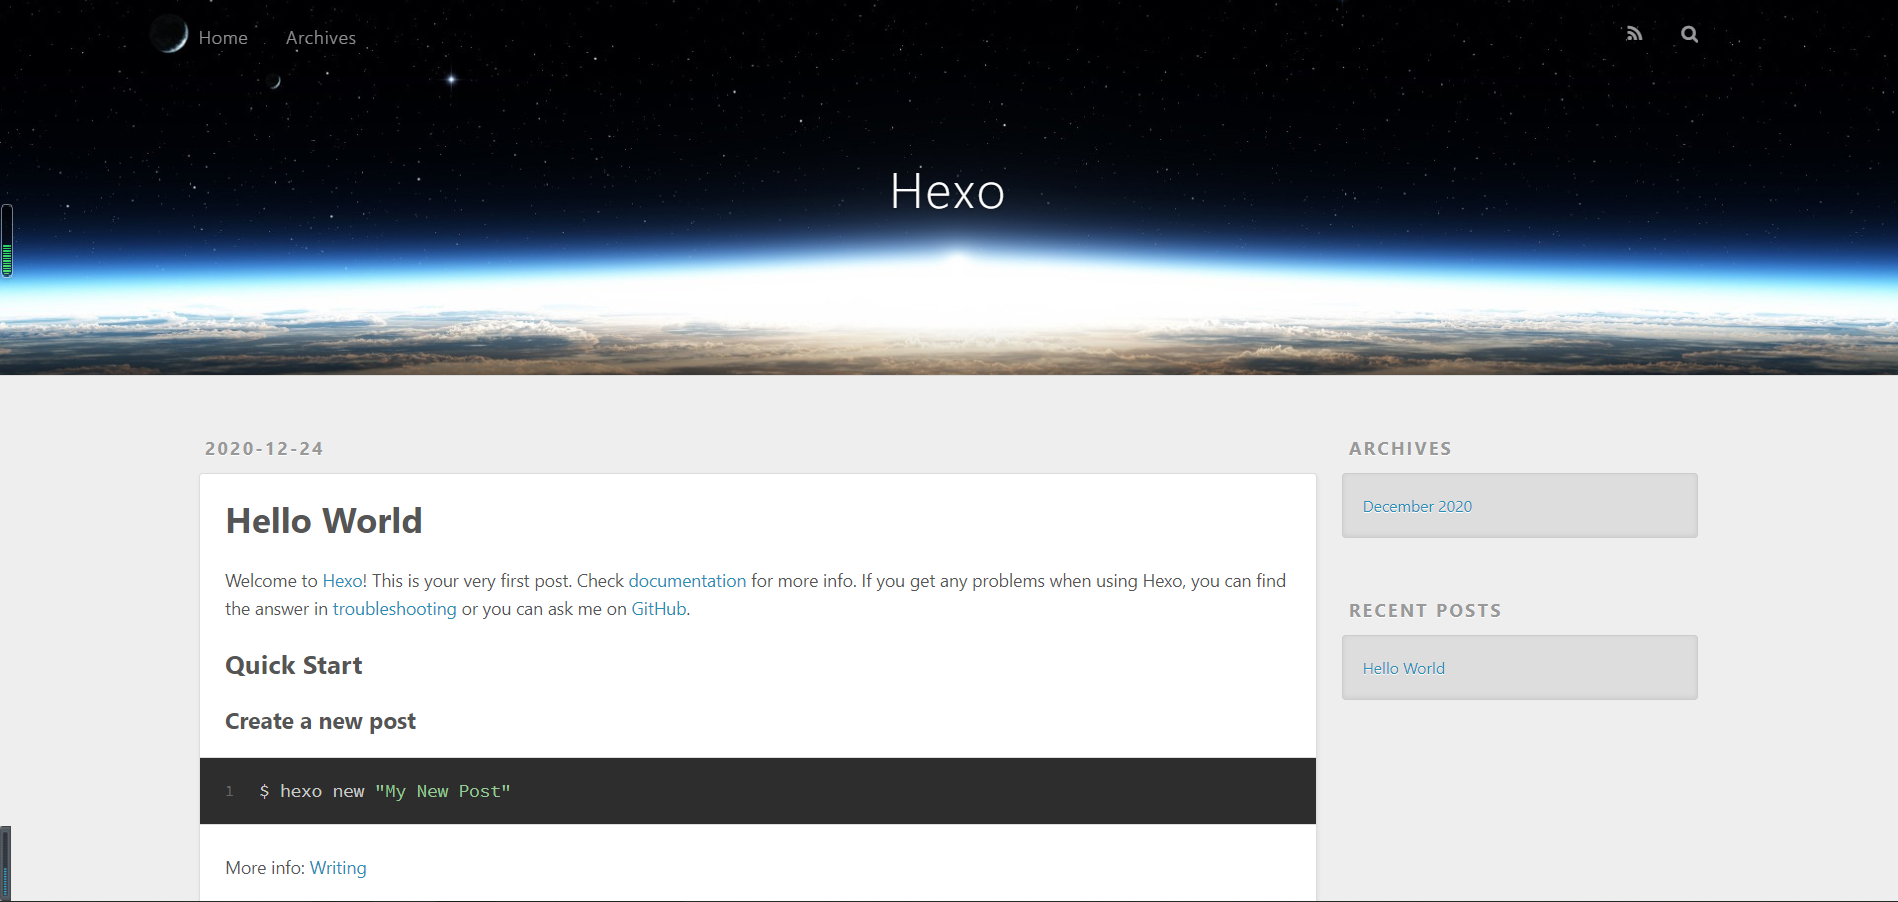 Home Archives
Hexo
2020-12-24
Hello World
Welcome to Hexo! This is your very first post. Check documentation for more info. If you get any problems when using Hexo, you can find
the answer in troubleshooting or you can ask me on GitHub.
Quick Start
Create a new post
1 $ hexo new "My New Post"
More info: Writing
ARCHIVES
December 2020
RECENT POSTS
Hello World